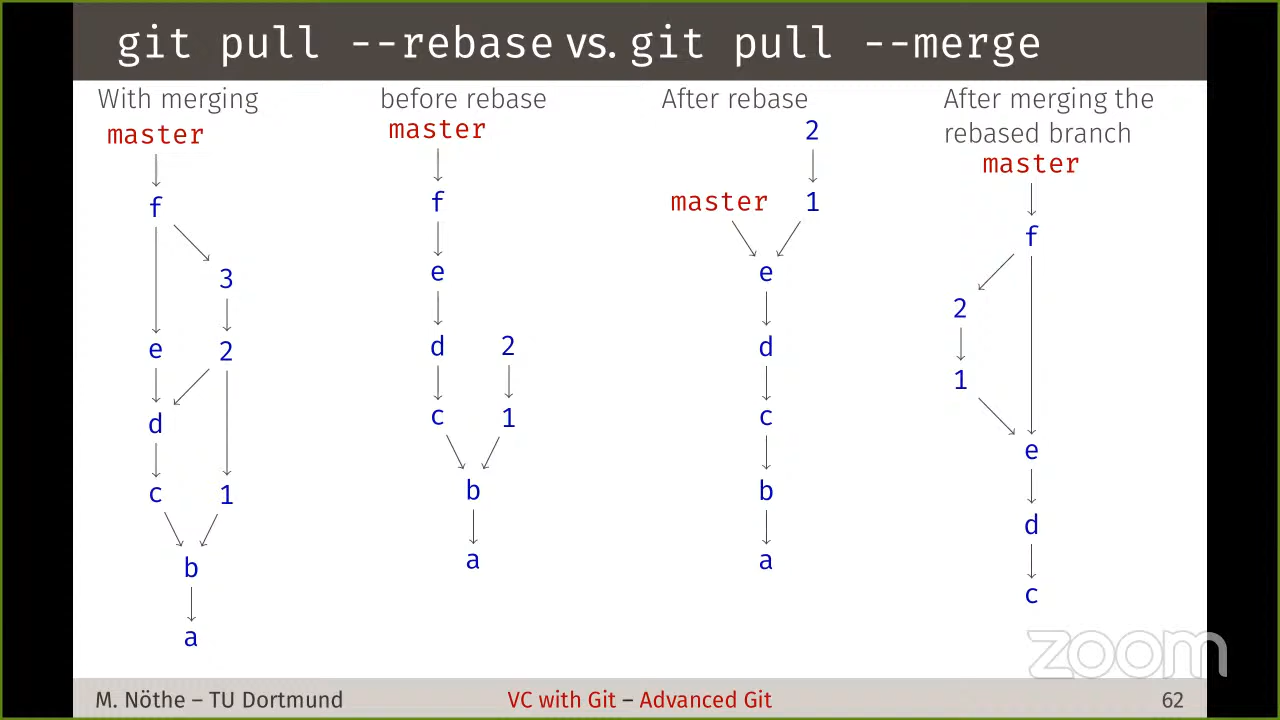 git pull --rebase vs. git pull --merge
With merging
master
f
3
e
2
d
c
1
b
a
before rebase
master
f
e
d
2
c
1
b
a
After rebase
2
master
1
e
d
c
b
a
After merging the
rebased branch
master
f
2
1
e
d
c
zoom
M. Nöthe – TU Dortmund
VC with Git – Advanced Git
62